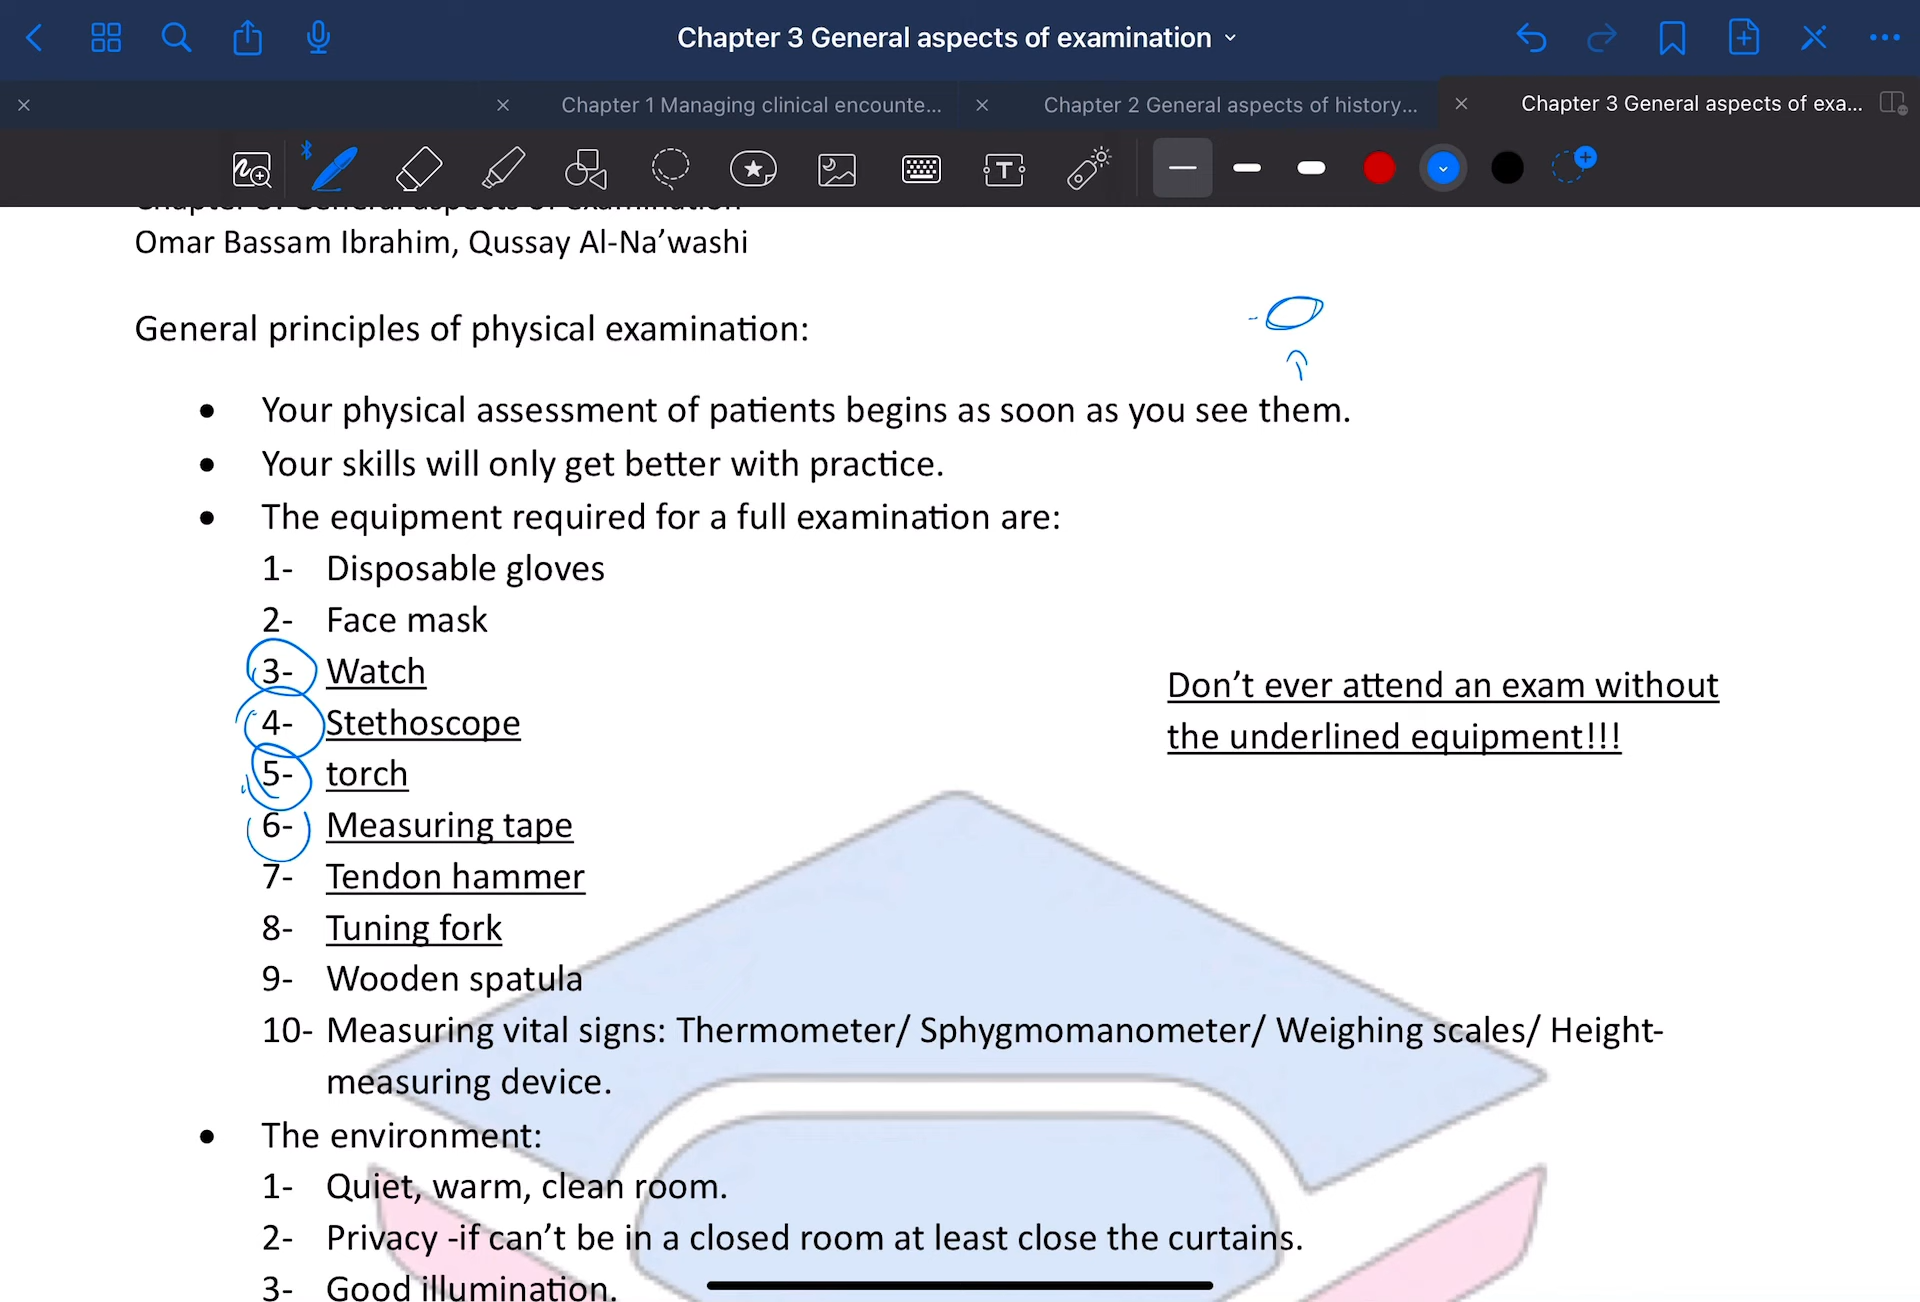 Chapter 3 General aspects of examination
Chapter 1 Managing clinical encounte...
Chapter 2 General aspects of history...
Chapter 3 General aspects of exa...
T
Chapter 3: General aspects of examination
Omar Bassam Ibrahim, Qussay Al-Na’washi
General principles of physical examination:
• Your physical assessment of patients begins as soon as you see them.
• Your skills will only get better with practice.
• The equipment required for a full examination are:
1- Disposable gloves
2- Face mask
3- Watch
4- Stethoscope
5- torch
6- Measuring tape
7- Tendon hammer
8- Tuning fork
9- Wooden spatula
10- Measuring vital signs: Thermometer/ Sphygmomanometer/ Weighing scales/ Height-
measuring device.
Don’t ever attend an exam without
the underlined equipment!!!
• The environment:
1- Quiet, warm, clean room.
2- Privacy -if can’t be in a closed room at least close the curtains.
3- Good illumination.